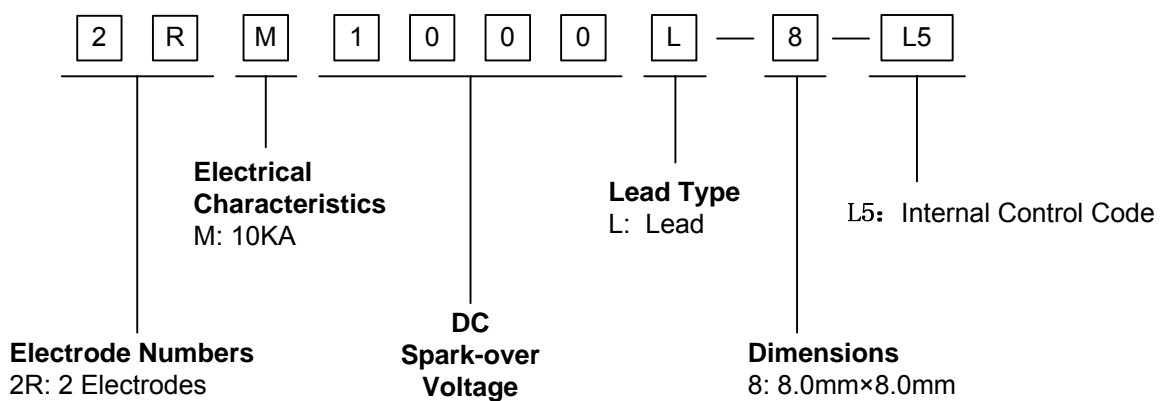 2 R M 1 0 0 0 L — 8 — L5
Electrical
Characteristics
M: 10KA
Lead Type
L: Lead
L5： Internal Control Code
DC
Spark-over
Voltage
Electrode Numbers
2R: 2 Electrodes
Dimensions
8: 8.0mm×8.0mm